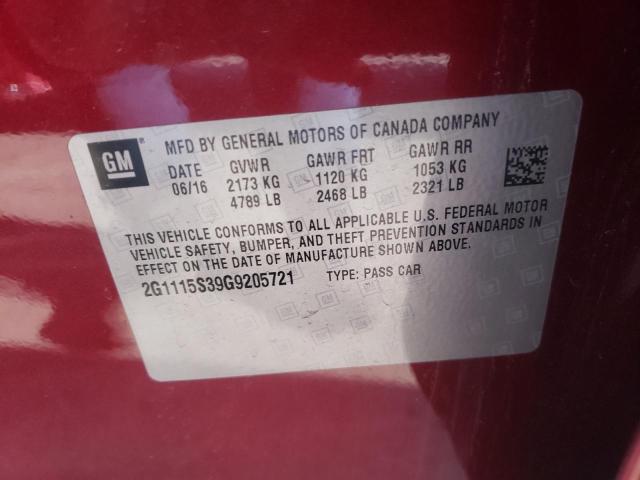 GM
MFD BY GENERAL MOTORS OF CANADA COMPANY
DATE GVWR GAWR FRT GAWR RR
06/16 2173 KG 1120 KG 1053 KG
4789 LB 2468 LB 2321 LB
THIS VEHICLE CONFORMS TO ALL APPLICABLE U.S. FEDERAL MOTOR
VEHICLE SAFETY, BUMPER, AND THEFT PREVENTION STANDARDS IN
EFFECT ON THE DATE OF MANUFACTURE SHOWN ABOVE.
2G1115S39G9205721 TYPE: PASS CAR